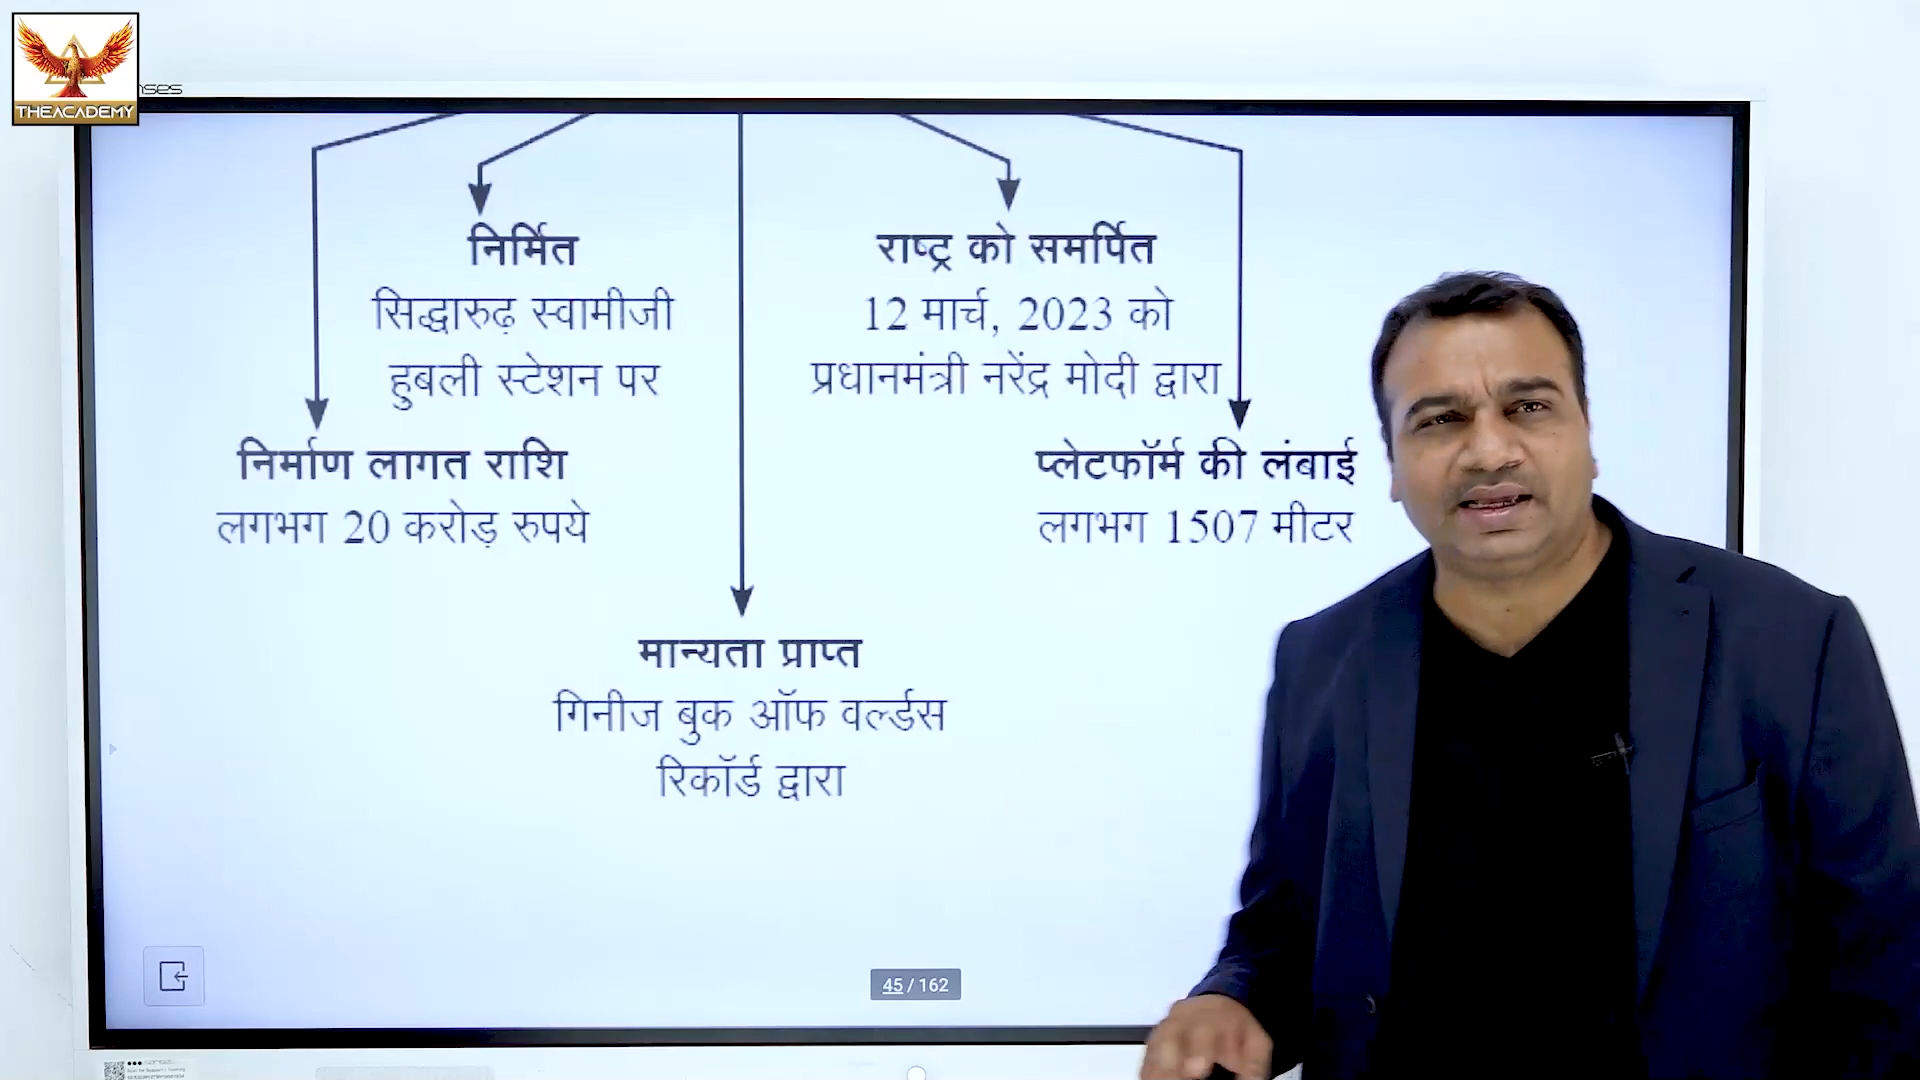 THEACADEMY
nses
निर्मित
सिद्धारुढ़ स्वामीजी
हुबली स्टेशन पर
राष्ट्र को समर्पित
12 मार्च, 2023 को
प्रधानमंत्री नरेंद्र मोदी द्वारा
निर्माण लागत राशि
लगभग 20 करोड़ रुपये
प्लेटफॉर्म की लंबाई
लगभग 1507 मीटर
मान्यता प्राप्त
गिनीज बुक ऑफ वर्ल्डस
रिकॉर्ड द्वारा
45 / 162